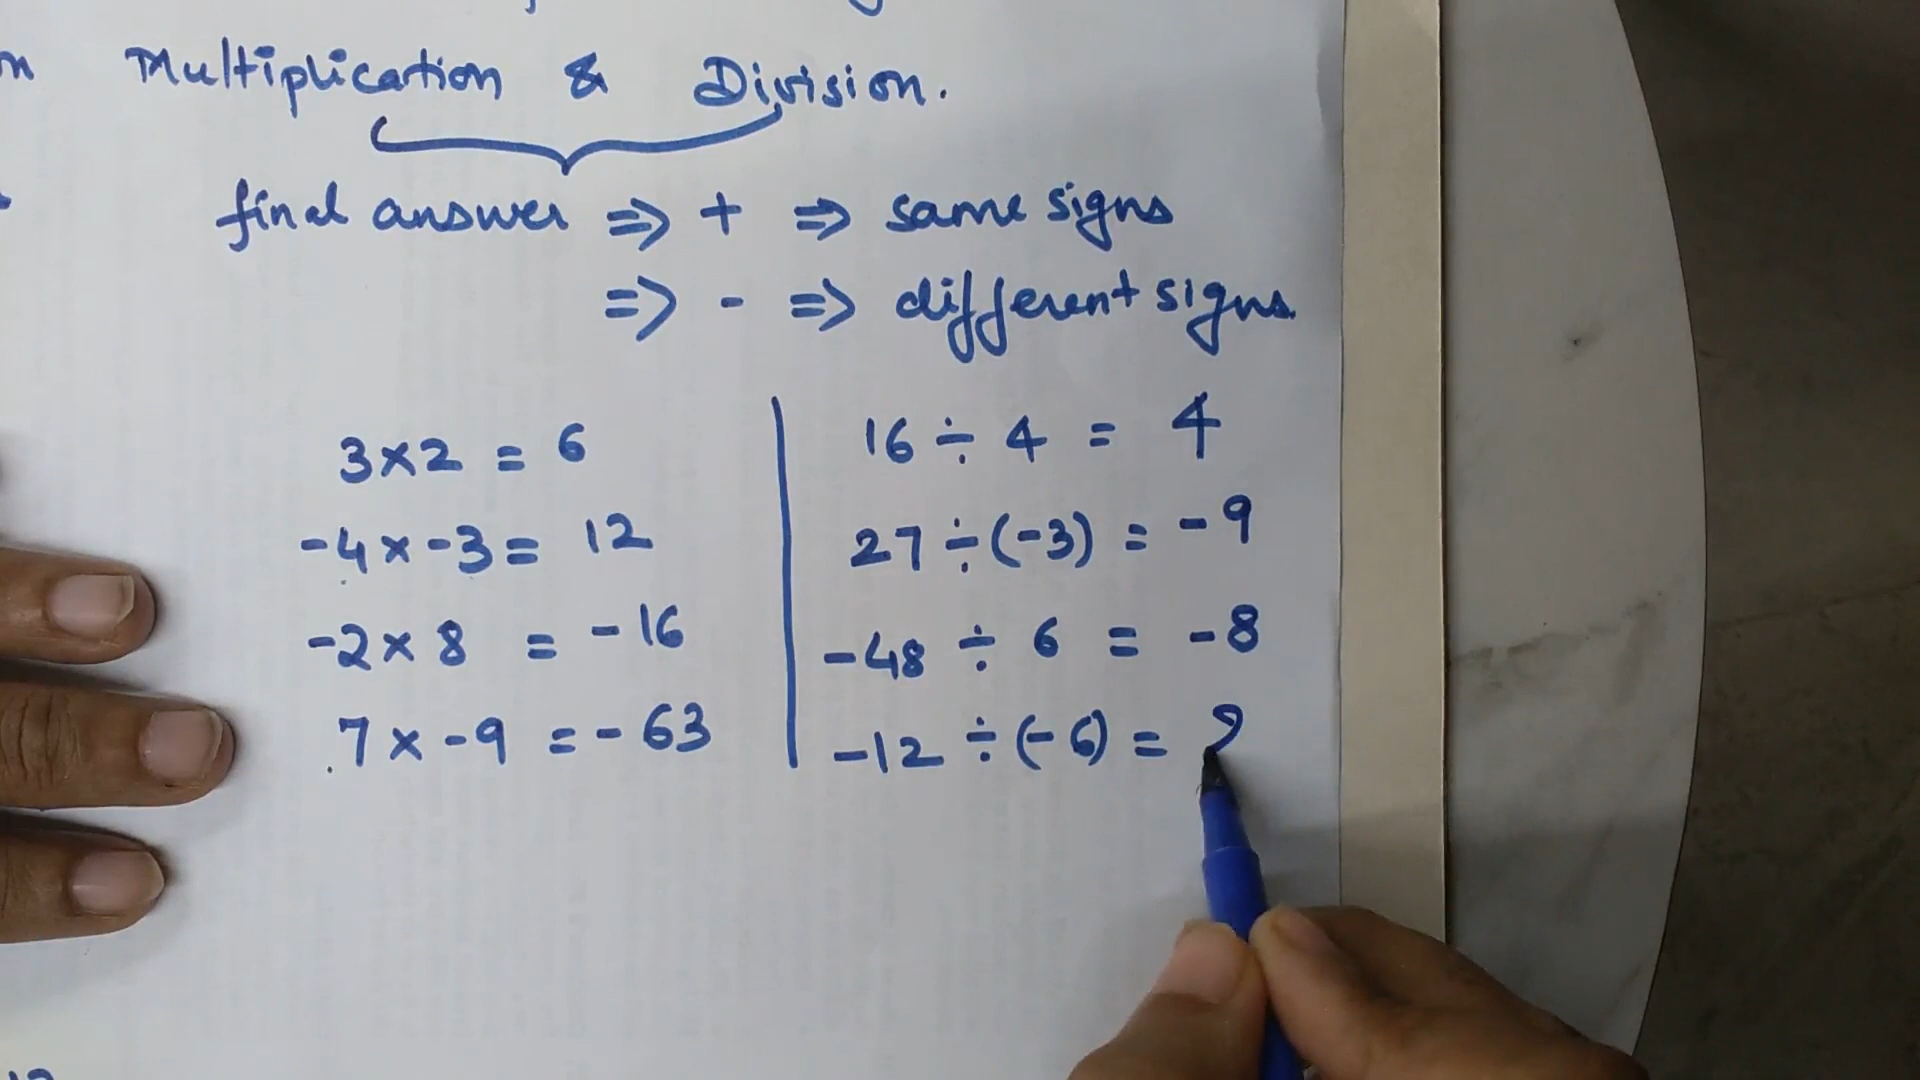 Multiplication & Division.
final answer => + => same signs
=> - => different signs.
3×2 = 6
-4×-3= 12
-2×8 = -16
7×-9 =-63
16 ÷ 4 = 4
27÷(-3) = -9
-48 ÷ 6 = -8
-12 ÷(-6) = 2